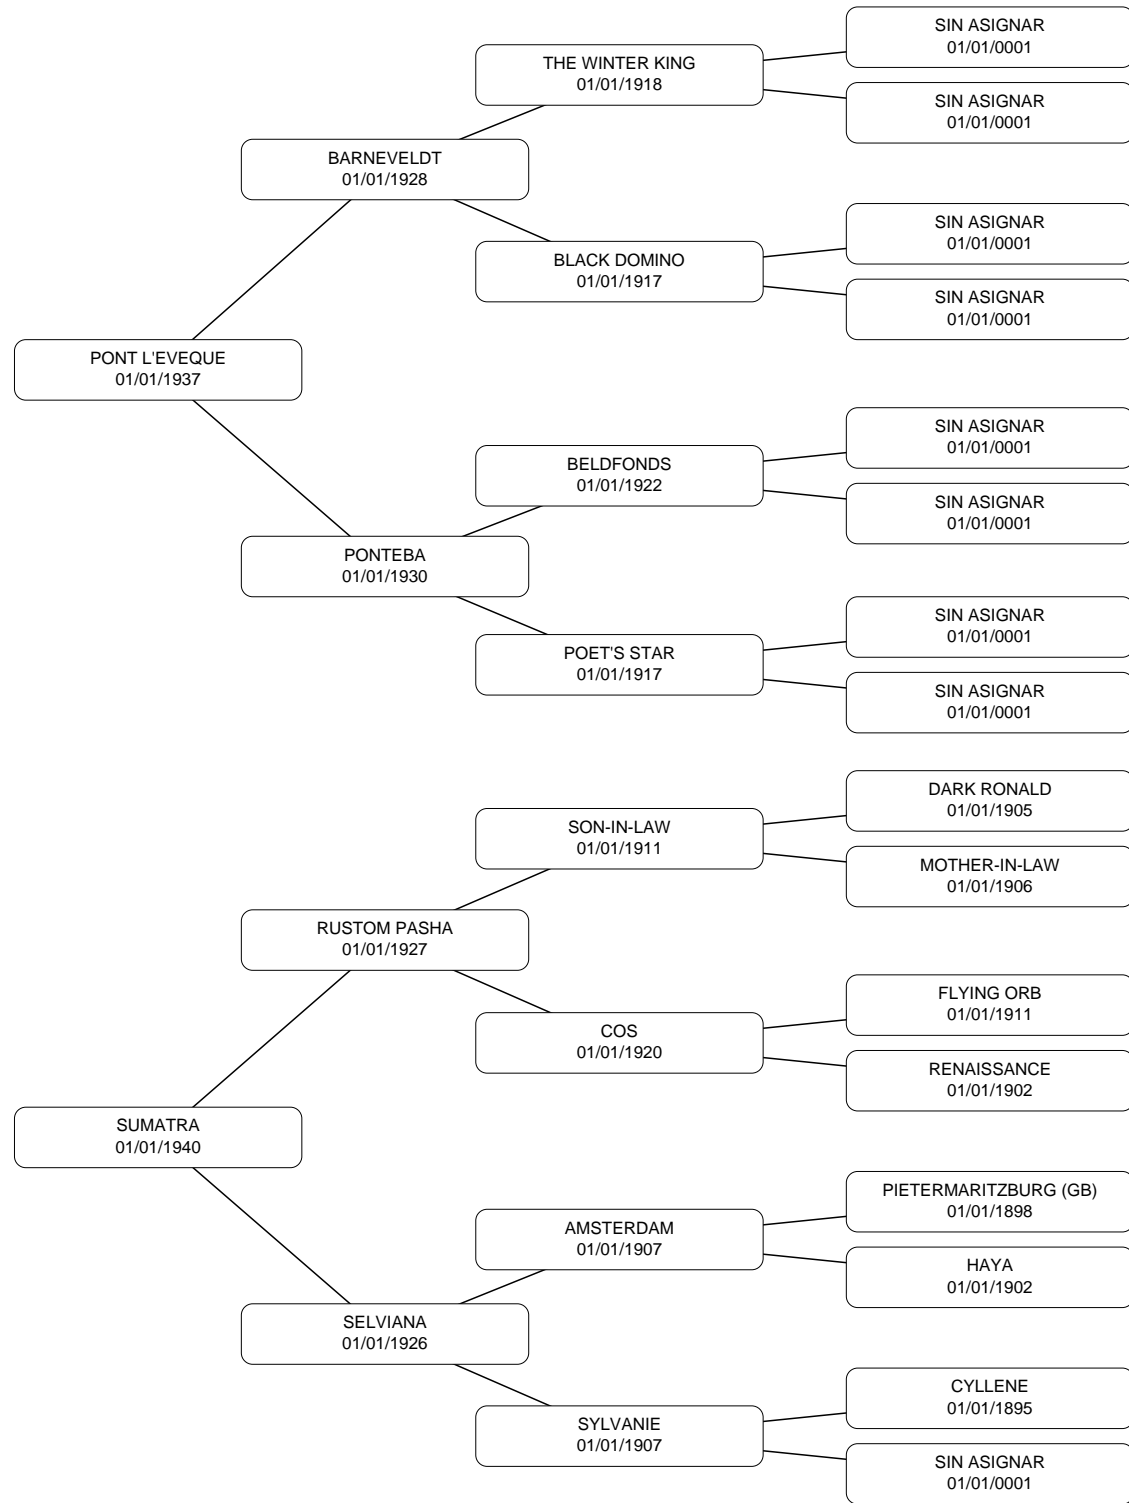 SIN ASIGNAR
01/01/0001
THE WINTER KING
01/01/1918
SIN ASIGNAR
01/01/0001
BARNEVELDT
01/01/1928
SIN ASIGNAR
01/01/0001
BLACK DOMINO
01/01/1917
SIN ASIGNAR
01/01/0001
PONT L'EVEQUE
01/01/1937
SIN ASIGNAR
01/01/0001
BELDFONDS
01/01/1922
SIN ASIGNAR
01/01/0001
PONTEBA
01/01/1930
SIN ASIGNAR
01/01/0001
POET'S STAR
01/01/1917
SIN ASIGNAR
01/01/0001
DARK RONALD
01/01/1905
SON-IN-LAW
01/01/1911
MOTHER-IN-LAW
01/01/1906
RUSTOM PASHA
01/01/1927
FLYING ORB
01/01/1911
COS
01/01/1920
RENAISSANCE
01/01/1902
SUMATRA
01/01/1940
PIETERMARITZBURG (GB)
01/01/1898
AMSTERDAM
01/01/1907
HAYA
01/01/1902
SELVIANA
01/01/1926
CYLLENE
01/01/1895
SYLVANIE
01/01/1907
SIN ASIGNAR
01/01/0001